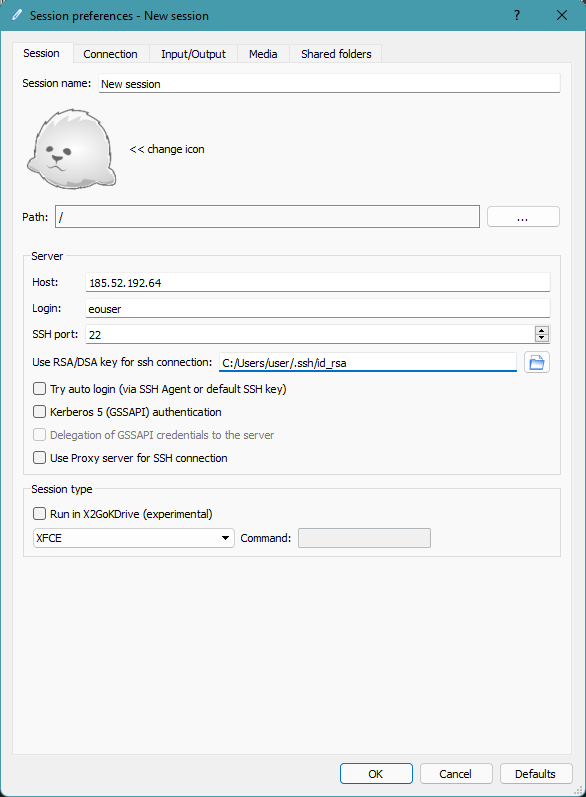 Session preferences - New session ?
Session Connection Input/Output Media Shared folders
Session name: New session
<< change icon
Path: / ...
Server
Host: 185.52.192.64
Login: eouser
SSH port: 22
Use RSA/DSA key for ssh connection: C:/Users/user/.ssh/id_rsa
Try auto login (via SSH Agent or default SSH key)
Kerberos 5 (GSSAPI) authentication
Delegation of GSSAPI credentials to the server
Use Proxy server for SSH connection
Session type
Run in X2GoKDrive (experimental)
XFCE Command:
OK Cancel Defaults